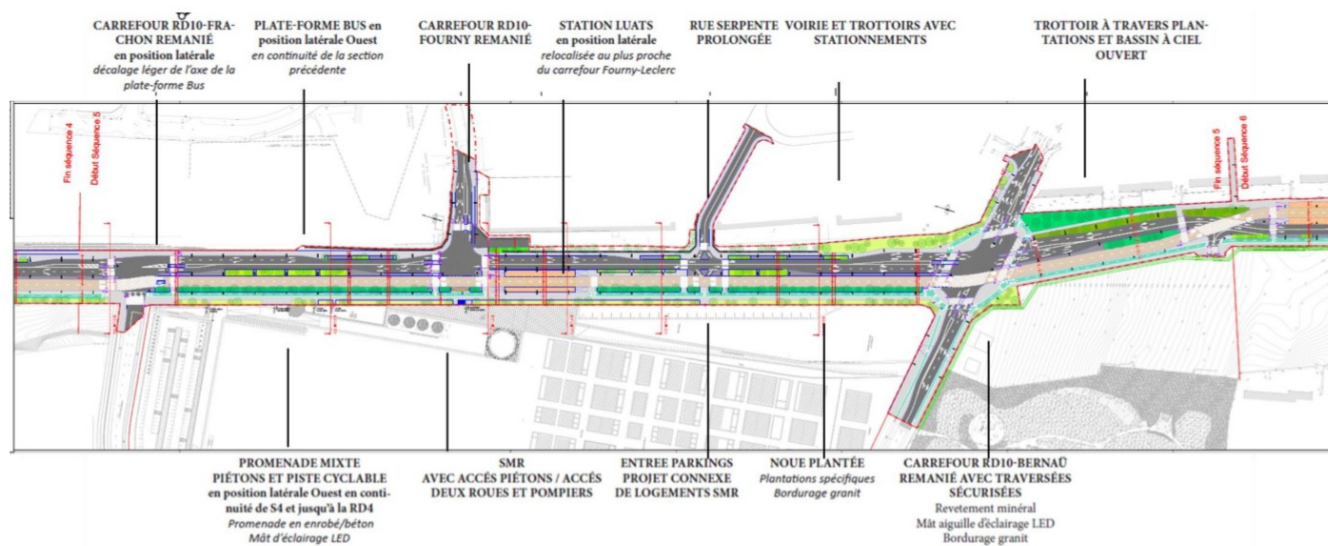 CARREFOUR RD10-FRA-
CHON REMANIÉ
en position latérale
décalage léger de l'axe de la
plate-forme Bus
PLATE-FORME BUS en
position latérale Ouest
en continuité de la section
précédente
CARREFOUR RD10-
FOURNY REMANIÉ
STATION LUATS
en position latérale
relocalisée au plus proche
du carrefour Fourny-Leclerc
RUE SERPENTE
PROLONGÉE
VOIRIE ET TROTTOIRS AVEC
STATIONNEMENTS
TROTTOIR À TRAVERS PLAN-
TATIONS ET BASSIN À CIEL
OUVERT
Fin séquence 4
Début Séquence 5
Fin séquence 5
Début Séquence 6
PROMENADE MIXTE
PIÉTONS ET PISTE CYCLABLE
en position latérale Ouest en conti-
nuité de S4 et jusqu'à la RD4
Promenade en enrobé/béton
Mât d'éclairage LED
SMR
AVEC ACCÉS PIÉTONS / ACCÉS
DEUX ROUES ET POMPIERS
ENTREE PARKINGS
PROJET CONNEXE
DE LOGEMENTS SMR
NOUE PLANTÉE
Plantations spécifiques
Bordurage granit
CARREFOUR RD10-BERNAÜ
REMANIÉ AVEC TRAVERSÉES
SÉCURISÉES
Revetement minéral
Mât aiguille d'éclairage LED
Bordurage granit